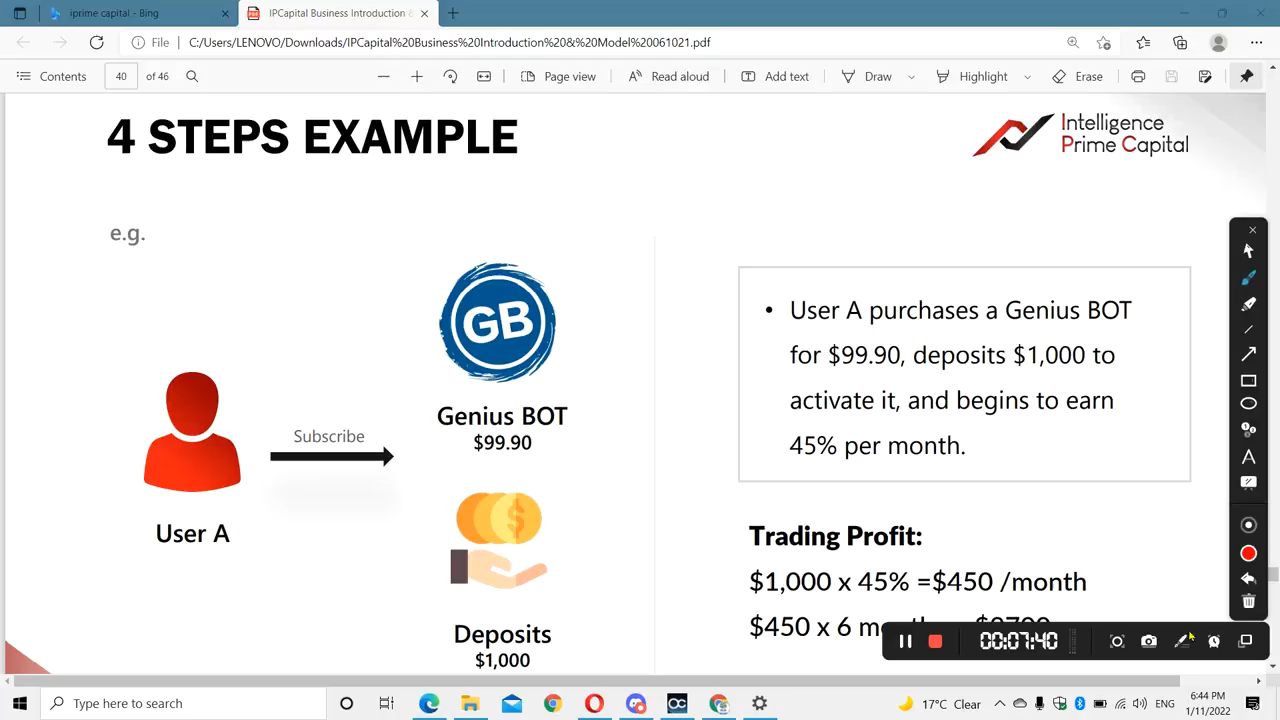 iprime capital - Bing
IPCapital Business Introduction &
File
C:/Users/LENOVO/Downloads/IPCapital%20Business%20Introduction%20&%20Model%20061021.pdf
Contents
40
of 46
Page view
Read aloud
Add text
Draw
Highlight
Erase
4 STEPS EXAMPLE
Intelligence
Prime Capital
e.g.
GB
User A purchases a Genius BOT
for $99.90, deposits $1,000 to
activate it, and begins to earn
45% per month.
Genius BOT
$99.90
Subscribe
User A
Deposits
$1,000
Trading Profit:
$1,000 x 45% =$450 /month
$450 x 6
00:07:40
Type here to search
17°C Clear
ENG
6:44 PM
1/11/2022